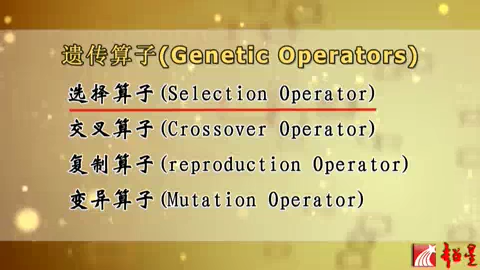 遗传算子(Genetic Operators)
选择算子(Selection Operator)
交叉算子(Crossover Operator)
复制算子(reproduction Operator)
变异算子(Mutation Operator)
超星